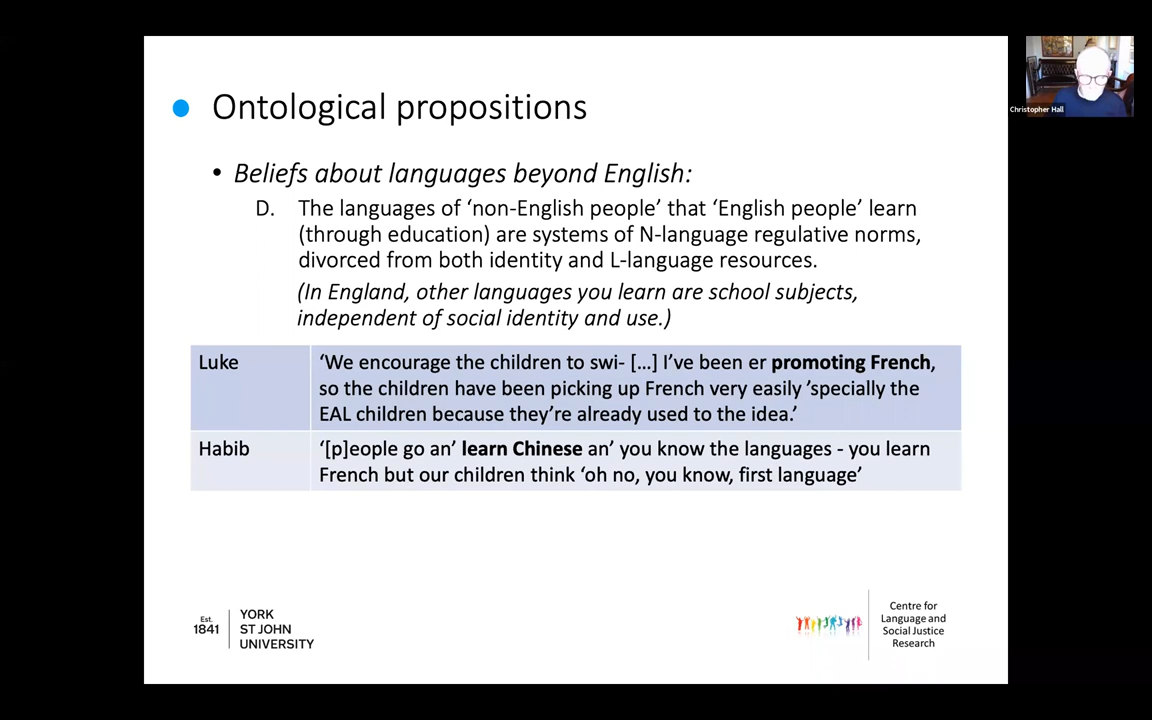 Ontological propositions
• Beliefs about languages beyond English:
D. The languages of ‘non-English people’ that ‘English people’ learn
(through education) are systems of N-language regulative norms,
divorced from both identity and L-language resources.
(In England, other languages you learn are school subjects,
independent of social identity and use.)
Luke
‘We encourage the children to swi- [...] I’ve been er promoting French,
so the children have been picking up French very easily ’specially the
EAL children because they’re already used to the idea.’
Habib
‘[p]eople go an’ learn Chinese an’ you know the languages - you learn
French but our children think ‘oh no, you know, first language’
Est.
1841
YORK
ST JOHN
UNIVERSITY
Centre for
Language and
Social Justice
Research
Christopher Hall